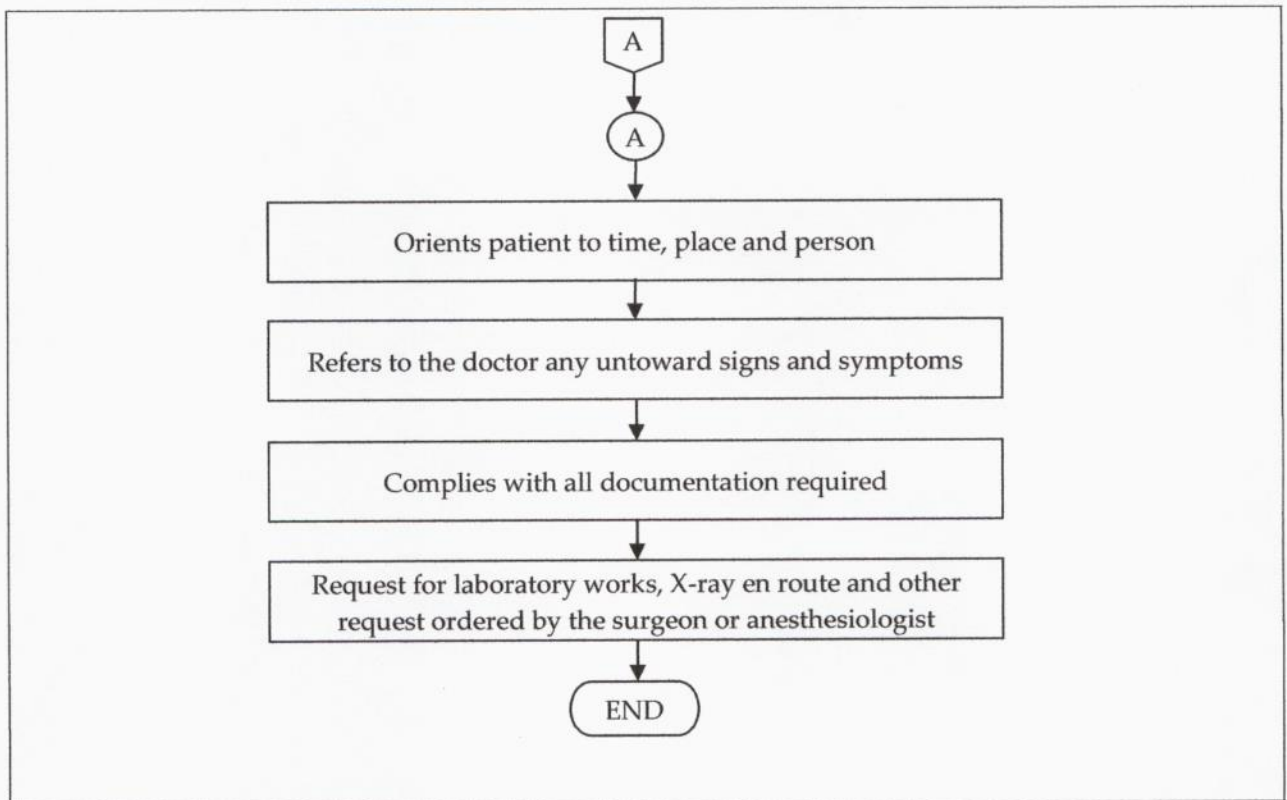 A
A
Orients patient to time, place and person
Refers to the doctor any untoward signs and symptoms
Complies with all documentation required
Request for laboratory works, X-ray en route and other
request ordered by the surgeon or anesthesiologist
END